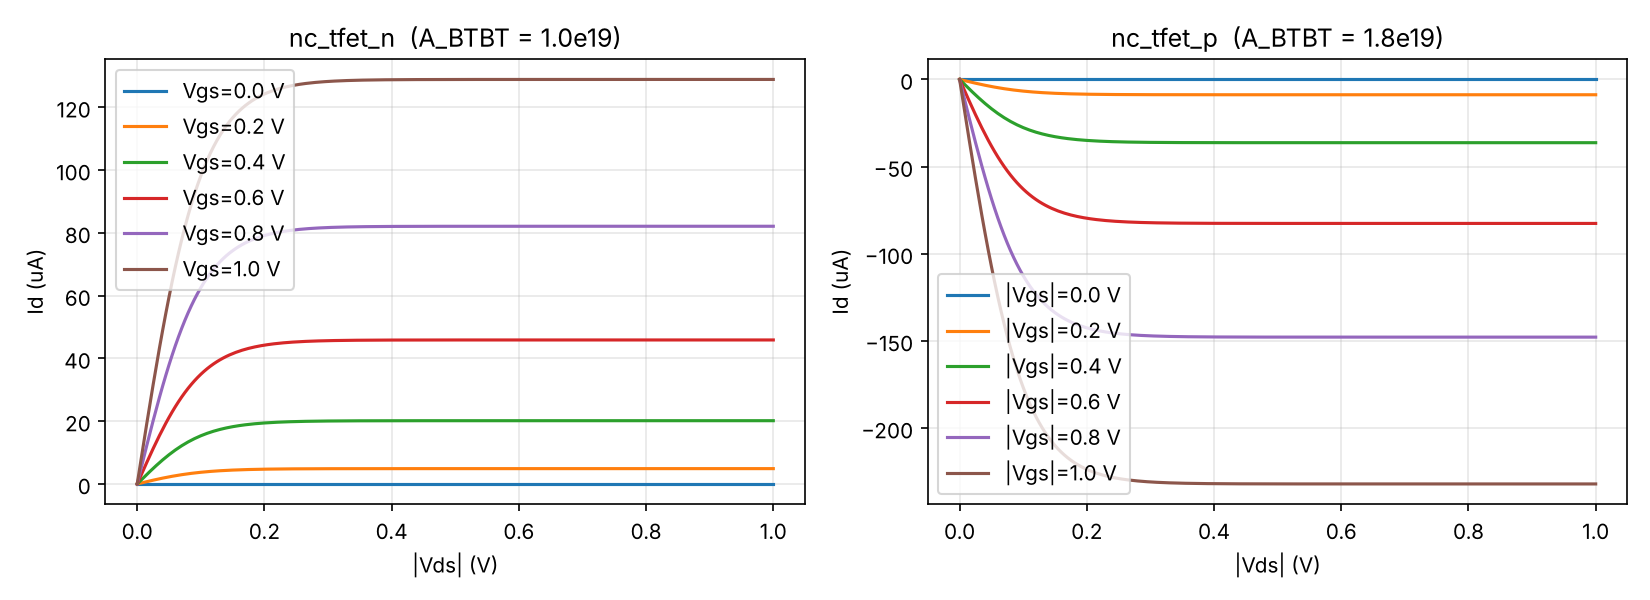 nc_tfet_n  (A_BTBT = 1.0e19)
Id (uA)
120
100
80
60
40
20
0
Vgs=0.0 V
Vgs=0.2 V
Vgs=0.4 V
Vgs=0.6 V
Vgs=0.8 V
Vgs=1.0 V
0.0 0.2 0.4 0.6 0.8 1.0
|Vds| (V)
nc_tfet_p  (A_BTBT = 1.8e19)
Id (uA)
0
−50
−100
−150
−200
|Vgs|=0.0 V
|Vgs|=0.2 V
|Vgs|=0.4 V
|Vgs|=0.6 V
|Vgs|=0.8 V
|Vgs|=1.0 V
0.0 0.2 0.4 0.6 0.8 1.0
|Vds| (V)